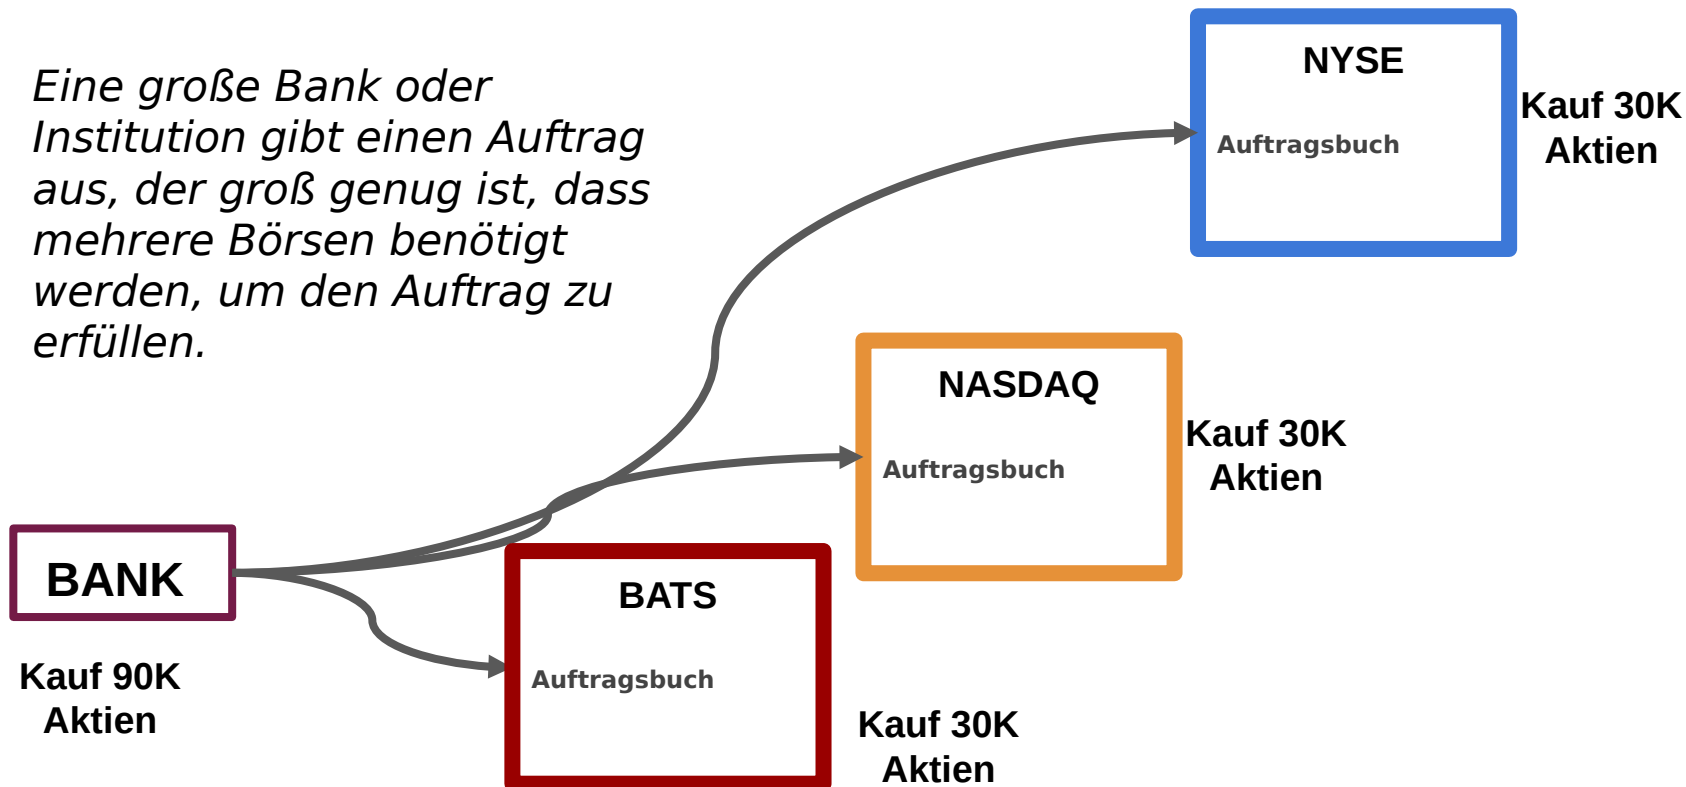 Eine große Bank oder
Institution gibt einen Auftrag
aus, der groß genug ist, dass
mehrere Börsen benötigt
werden, um den Auftrag zu
erfüllen.
NYSE
Auftragsbuch
Kauf 30K
Aktien
NASDAQ
Auftragsbuch
Kauf 30K
Aktien
BANK
Kauf 90K
Aktien
BATS
Auftragsbuch
Kauf 30K
Aktien